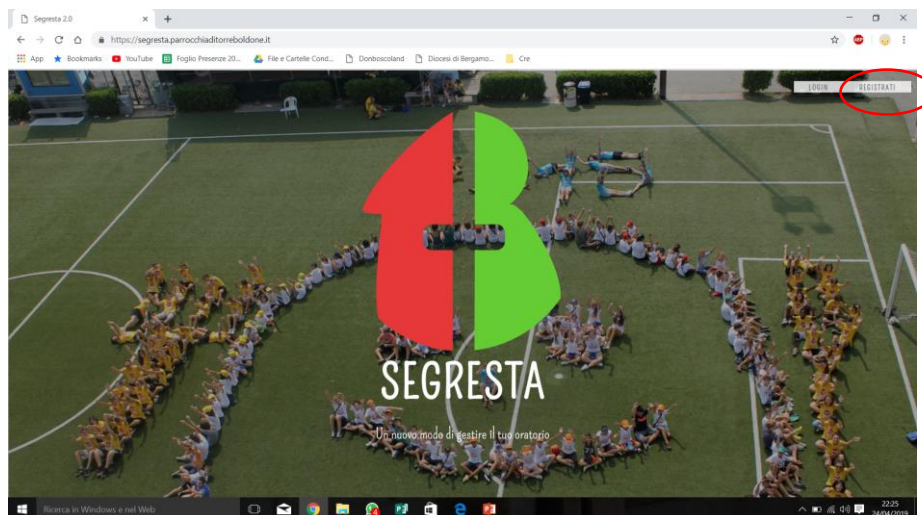 Segresta 2.0
https://segresta.parrocchiaditorreboldone.it
App Bookmarks YouTube Foglio Presenze 20... File e Cartelle Cond... Donboscoland Diocesi di Bergamo... Cre
LOGIN REGISTRATI
SEGRESTA
Un nuovo modo di gestire il tuo oratorio
Ricerca in Windows e nel Web
22:25
24/04/2019